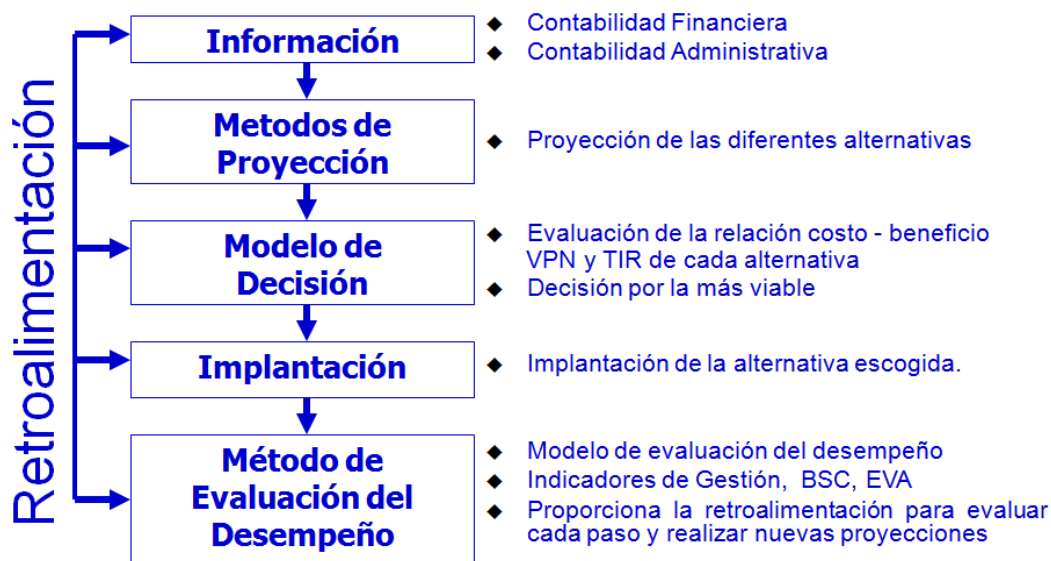 Retroalimentación
Información
◆ Contabilidad Financiera
◆ Contabilidad Administrativa
Metodos de
Proyección
◆ Proyección de las diferentes alternativas
Modelo de
Decisión
◆ Evaluación de la relación costo - beneficio
VPN y TIR de cada alternativa
◆ Decisión por la más viable
Implantación
◆ Implantación de la alternativa escogida.
Método de
Evaluación del
Desempeño
◆ Modelo de evaluación del desempeño
◆ Indicadores de Gestión, BSC, EVA
◆ Proporciona la retroalimentación para evaluar
cada paso y realizar nuevas proyecciones